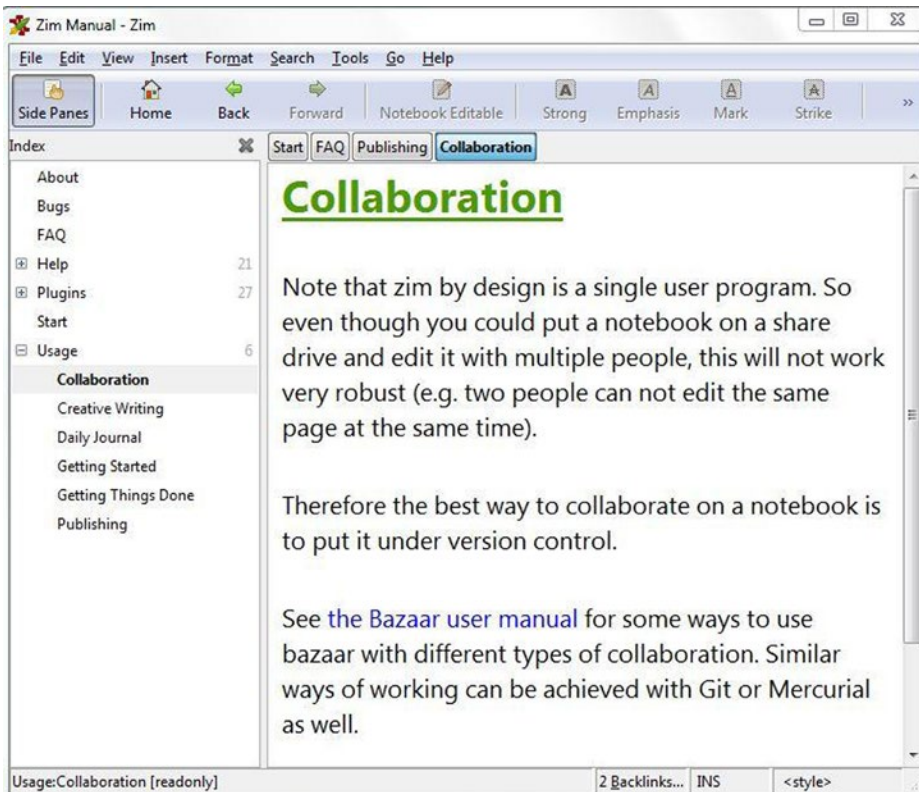 Zim Manual - Zim
File Edit View Insert Format Search Tools Go Help
Side Panes Home Back Forward Notebook Editable Strong Emphasis Mark Strike »
Index
Start FAQ Publishing Collaboration
About
Bugs
FAQ
Help 21
Plugins 27
Start
Usage 6
Collaboration
Creative Writing
Daily Journal
Getting Started
Getting Things Done
Publishing
Collaboration
Note that zim by design is a single user program. So
even though you could put a notebook on a share
drive and edit it with multiple people, this will not work
very robust (e.g. two people can not edit the same
page at the same time).
Therefore the best way to collaborate on a notebook is
to put it under version control.
See the Bazaar user manual for some ways to use
bazaar with different types of collaboration. Similar
ways of working can be achieved with Git or Mercurial
as well.
Usage:Collaboration [readonly] 2 Backlinks... INS <style>